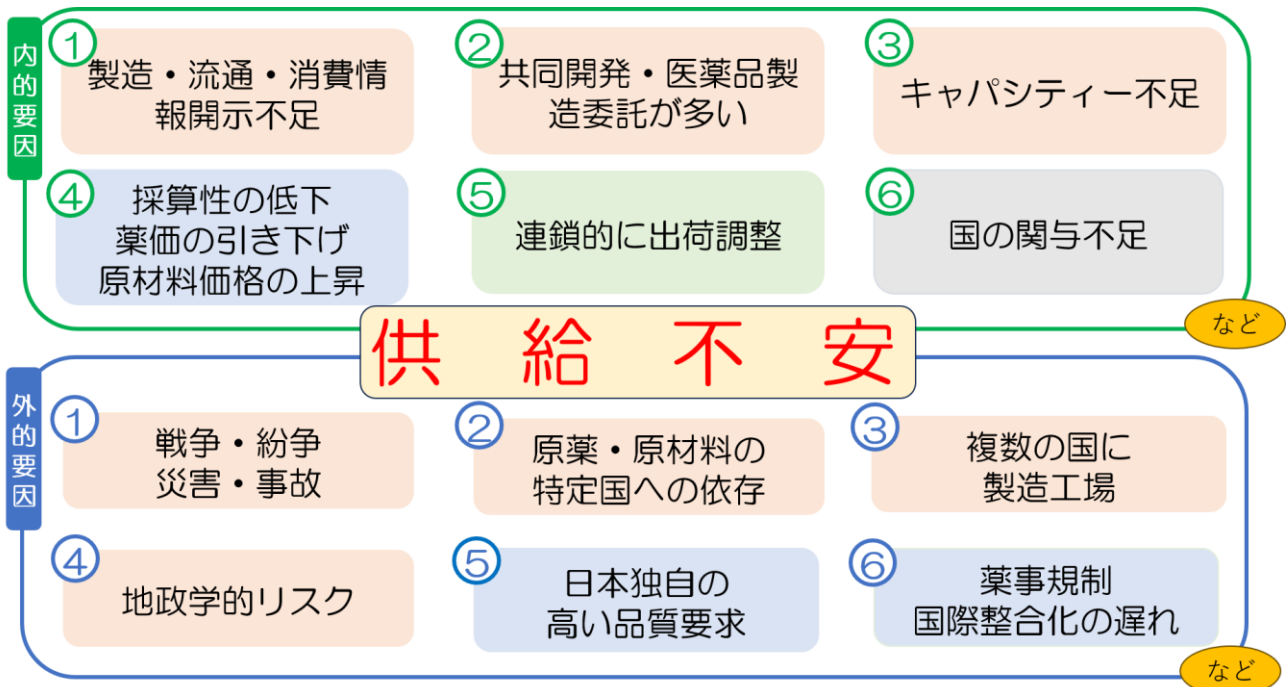 内的要因
①
製造・流通・消費情
報開示不足
②
共同開発・医薬品製
造委託が多い
③
キャパシティー不足
④
採算性の低下
薬価の引き下げ
原材料価格の上昇
⑤
連鎖的に出荷調整
⑥
国の関与不足
など
供給不安
外的要因
①
戦争・紛争
災害・事故
②
原薬・原材料の
特定国への依存
③
複数の国に
製造工場
④
地政学的リスク
⑤
日本独自の
高い品質要求
⑥
薬事規制
国際整合化の遅れ
など